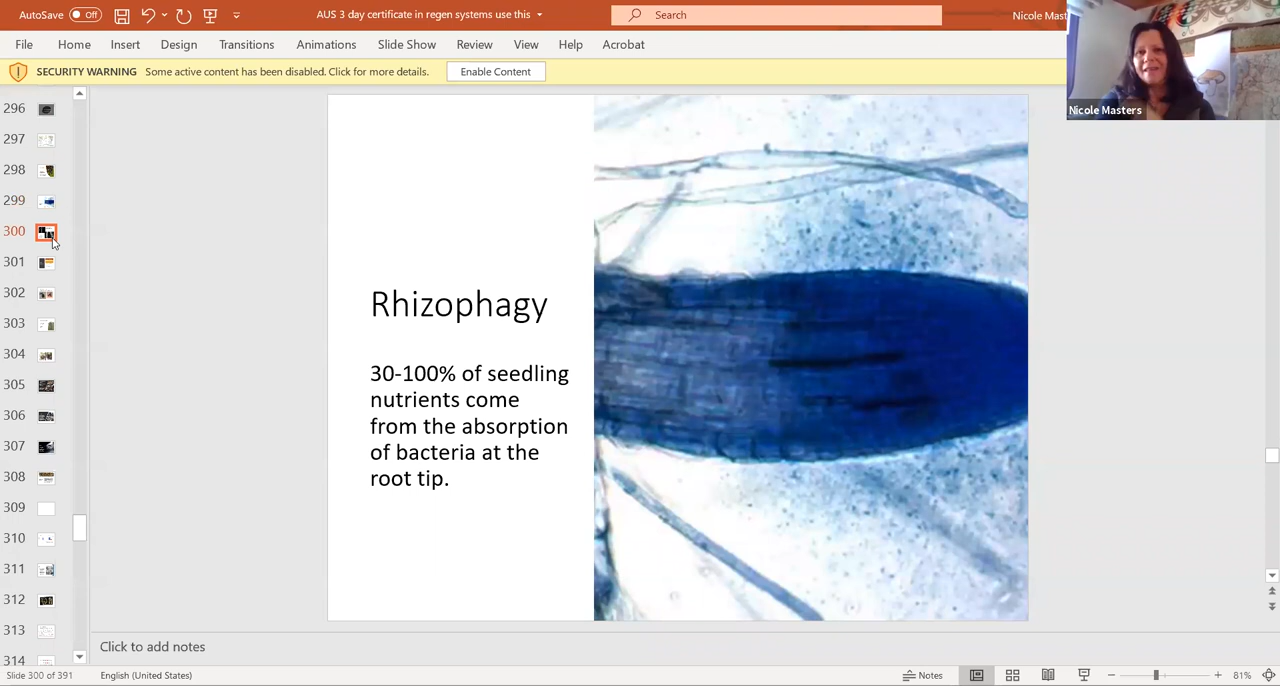 AutoSave Off
AUS 3 day certificate in regen systems use this
Search
Nicole Mast
File Home Insert Design Transitions Animations Slide Show Review View Help Acrobat
SECURITY WARNING Some active content has been disabled. Click for more details. Enable Content
Nicole Masters
296
297
298
299
300
301
302
303
304
305
306
307
308
309
310
311
312
313
314
Rhizophagy
30-100% of seedling
nutrients come
from the absorption
of bacteria at the
root tip.
Click to add notes
Slide 300 of 391 English (United States) Notes 81%